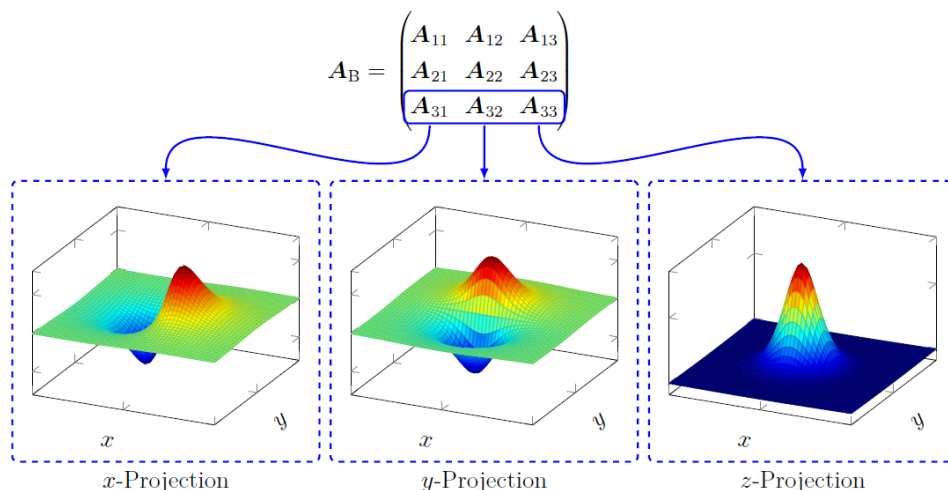 A_B = ( A_11 A_12 A_13
A_21 A_22 A_23
A_31 A_32 A_33 )
x y x y x y
x-Projection y-Projection z-Projection